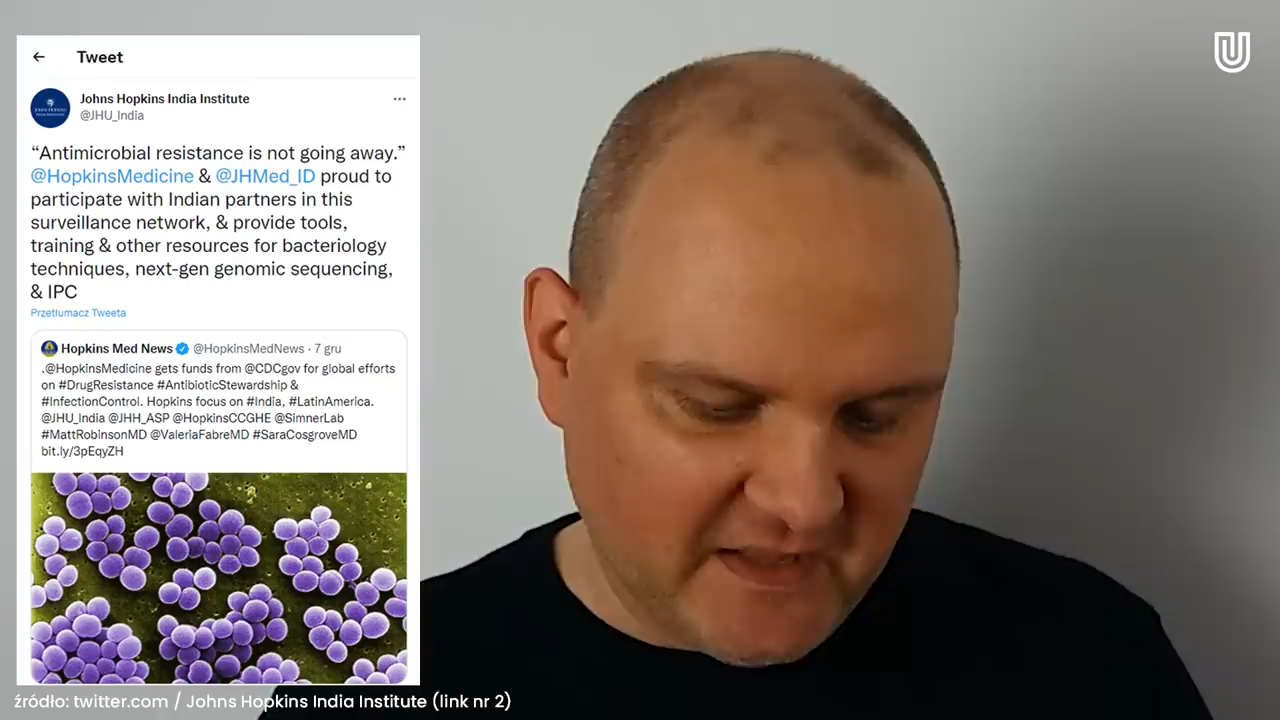 Tweet
Johns Hopkins India Institute
@JHU_India
“Antimicrobial resistance is not going away.”
@HopkinsMedicine & @JHMed_ID proud to
participate with Indian partners in this
surveillance network, & provide tools,
training & other resources for bacteriology
techniques, next-gen genomic sequencing,
& IPC
Przetłumacz Tweeta
Hopkins Med News @HopkinsMedNews · 7 gru
.@HopkinsMedicine gets funds from @CDCgov for global efforts
on #DrugResistance #AntibioticStewardship &
#InfectionControl. Hopkins focus on #India, #LatinAmerica.
@JHU_India @JHH_ASP @HopkinsCCGHE @SimnerLab
#MattRobinsonMD @ValeriaFabreMD #SaraCosgroveMD
bit.ly/3pEqyZH
źródło: twitter.com / Johns Hopkins India Institute (link nr 2)